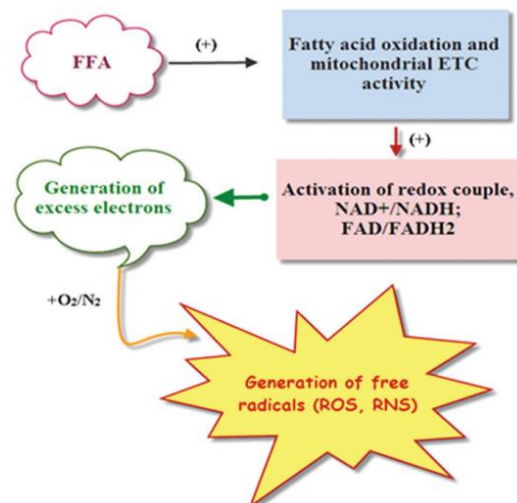 FFA
(+)
Fatty acid oxidation and
mitochondrial ETC
activity
(+)
Activation of redox couple,
NAD+/NADH;
FAD/FADH2
Generation of
excess electrons
+O₂/N₂
Generation of free
radicals (ROS, RNS)